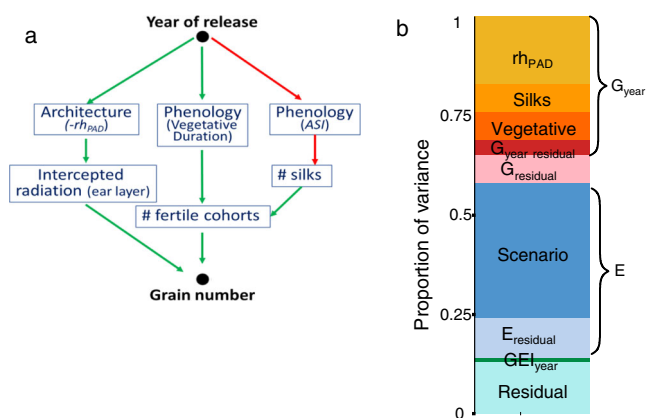 a
Year of release
Architecture
(-rhPAD)
Phenology
(Vegetative
Duration)
Phenology
(ASI)
Intercepted
radiation (ear layer)
# silks
# fertile cohorts
Grain number
b
Proportion of variance
1
0.75
0.5
0.25
0
rhPAD
Silks
Vegetative
Gyear residual
Gresidual
Scenario
Eresidual
GEIyear
Residual
Gyear
E